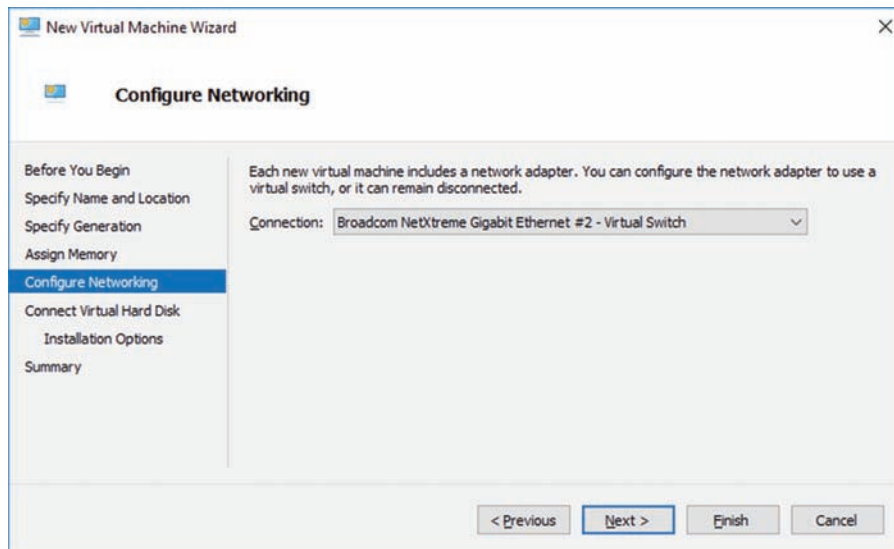 New Virtual Machine Wizard
Configure Networking
Before You Begin
Specify Name and Location
Specify Generation
Assign Memory
Configure Networking
Connect Virtual Hard Disk
Installation Options
Summary
Each new virtual machine includes a network adapter. You can configure the network adapter to use a
virtual switch, or it can remain disconnected.
Connection: Broadcom NetXtreme Gigabit Ethernet #2 - Virtual Switch
< Previous Next > Finish Cancel